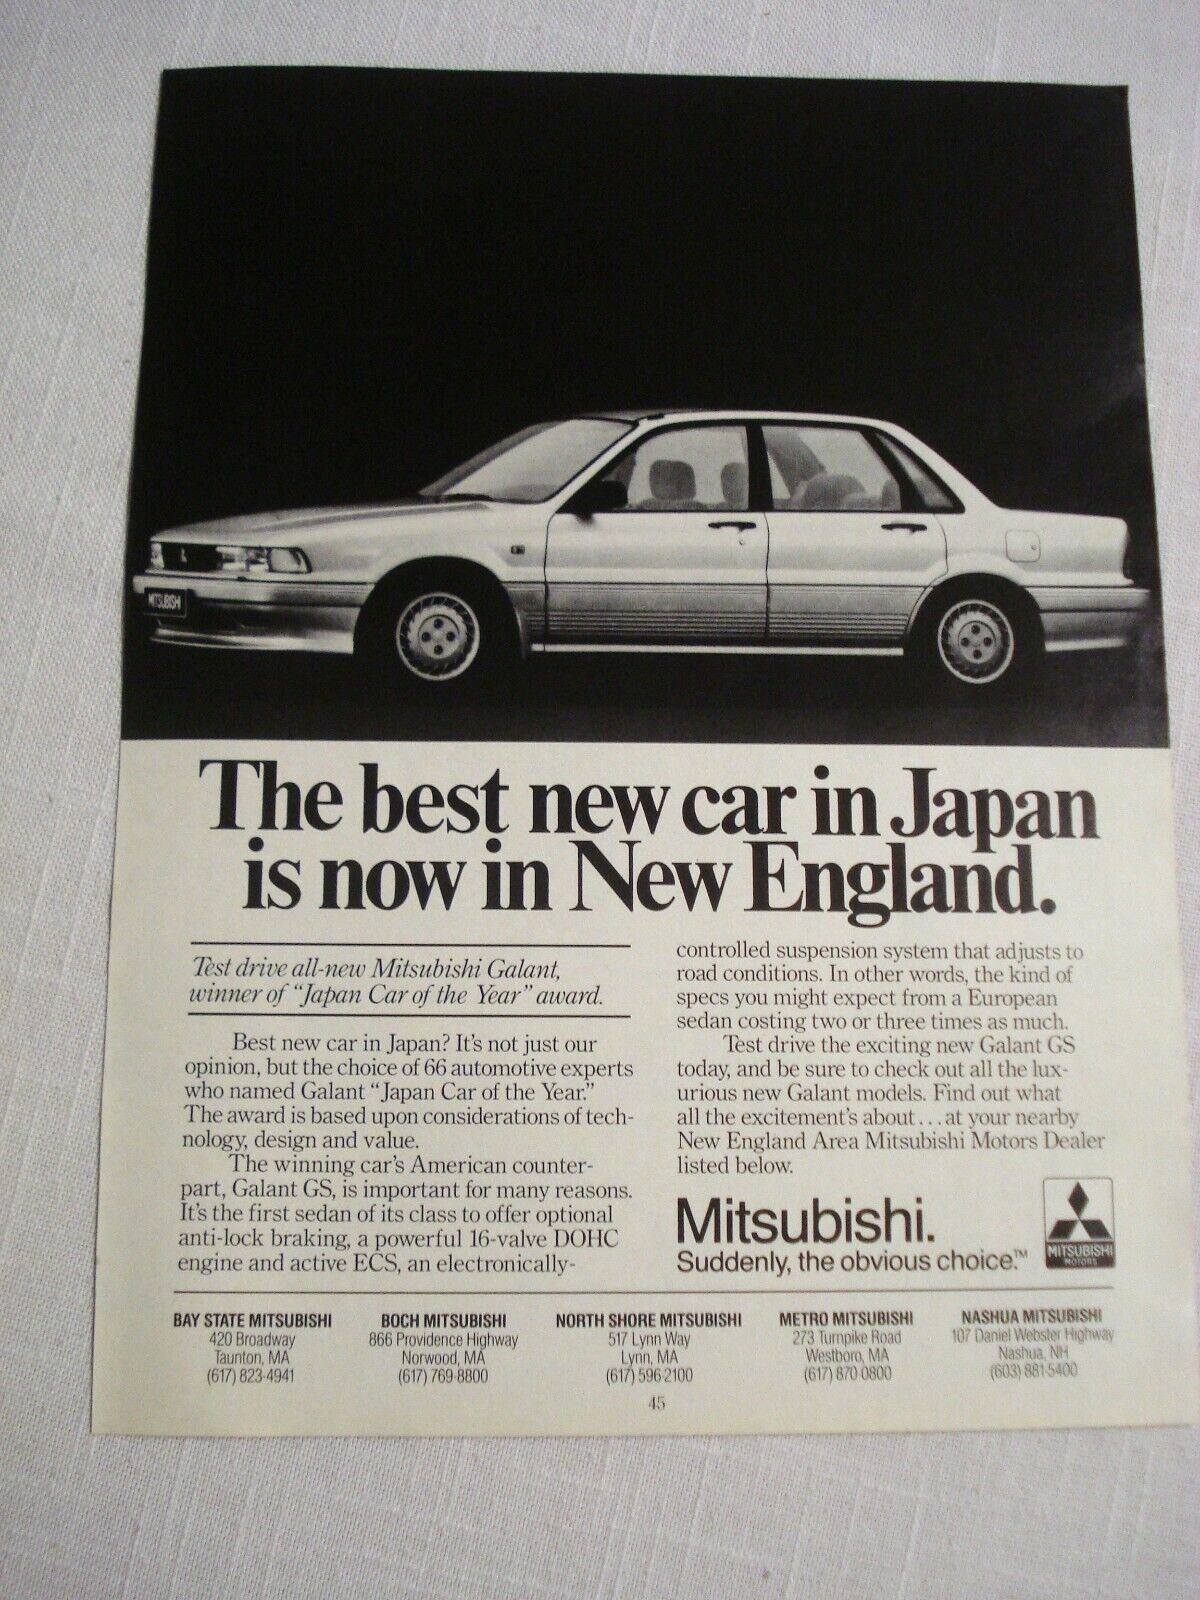 MITSUBISHI
The best new car in Japan
is now in New England.
Test drive all-new Mitsubishi Galant,
winner of “Japan Car of the Year” award.
Best new car in Japan? It's not just our
opinion, but the choice of 66 automotive experts
who named Galant “Japan Car of the Year.”
The award is based upon considerations of tech-
nology, design and value.
The winning car's American counter-
part, Galant GS, is important for many reasons.
It's the first sedan of its class to offer optional
anti-lock braking, a powerful 16-valve DOHC
engine and active ECS, an electronically-
controlled suspension system that adjusts to
road conditions. In other words, the kind of
specs you might expect from a European
sedan costing two or three times as much.
Test drive the exciting new Galant GS
today, and be sure to check out all the lux-
urious new Galant models. Find out what
all the excitement's about...at your nearby
New England Area Mitsubishi Motors Dealer
listed below.
Mitsubishi.
Suddenly, the obvious choice.™
MITSUBISHI
MOTORS
BAY STATE MITSUBISHI
420 Broadway
Taunton, MA
(617) 823-4941
BOCH MITSUBISHI
866 Providence Highway
Norwood, MA
(617) 769-8800
NORTH SHORE MITSUBISHI
517 Lynn Way
Lynn, MA
(617) 596-2100
METRO MITSUBISHI
273 Turnpike Road
Westboro, MA
(617) 870-0800
NASHUA MITSUBISHI
107 Daniel Webster Highway
Nashua, NH
(603) 881-5400
45